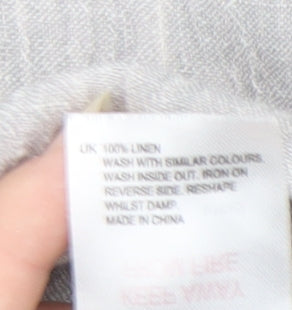 UK 100% LINEN
WASH WITH SIMILAR COLOURS.
WASH INSIDE OUT. IRON ON
REVERSE SIDE. RESHAPE
WHILST DAMP.
MADE IN CHINA